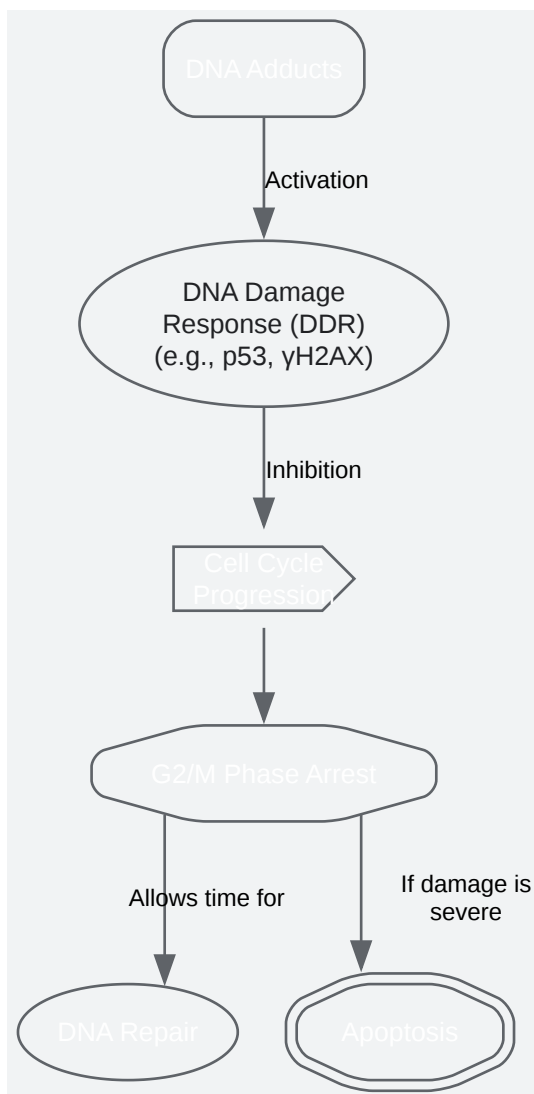 DNA Adducts
Activation
DNA Damage
Response (DDR)
(e.g., p53, γH2AX)
Inhibition
Cell Cycle
Progression
G2/M Phase Arrest
Allows time for
If damage is
severe
DNA Repair
Apoptosis